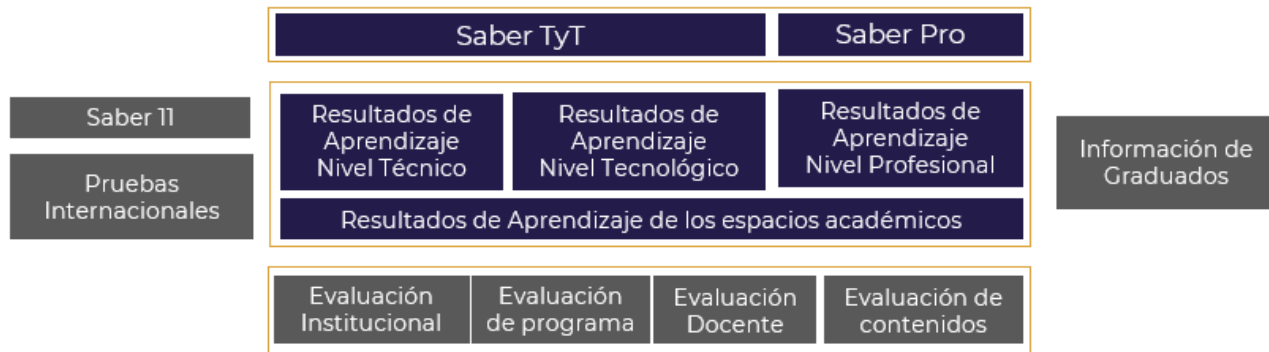 Saber TyT
Saber Pro
Saber 11
Pruebas
Internacionales
Resultados de
Aprendizaje
Nivel Técnico
Resultados de
Aprendizaje
Nivel Tecnológico
Resultados de
Aprendizaje
Nivel Profesional
Resultados de Aprendizaje de los espacios académicos
Información de
Graduados
Evaluación
Institucional
Evaluación
de programa
Evaluación
Docente
Evaluación de
contenidos